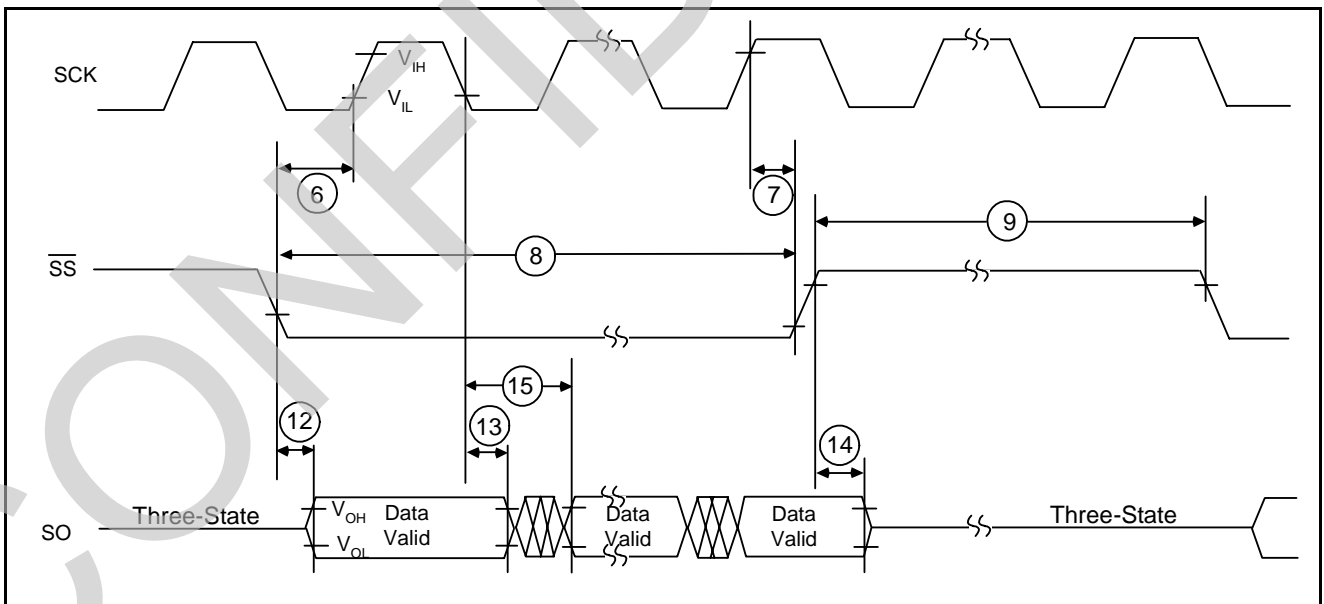 SCK
V_IH
V_IL
6
7
9
8
S̅S̅
15
12
13
14
Three-State
V_OH
Data
Valid
Data
Valid
Data
Valid
Three-State
SO
V_OL
CONFID